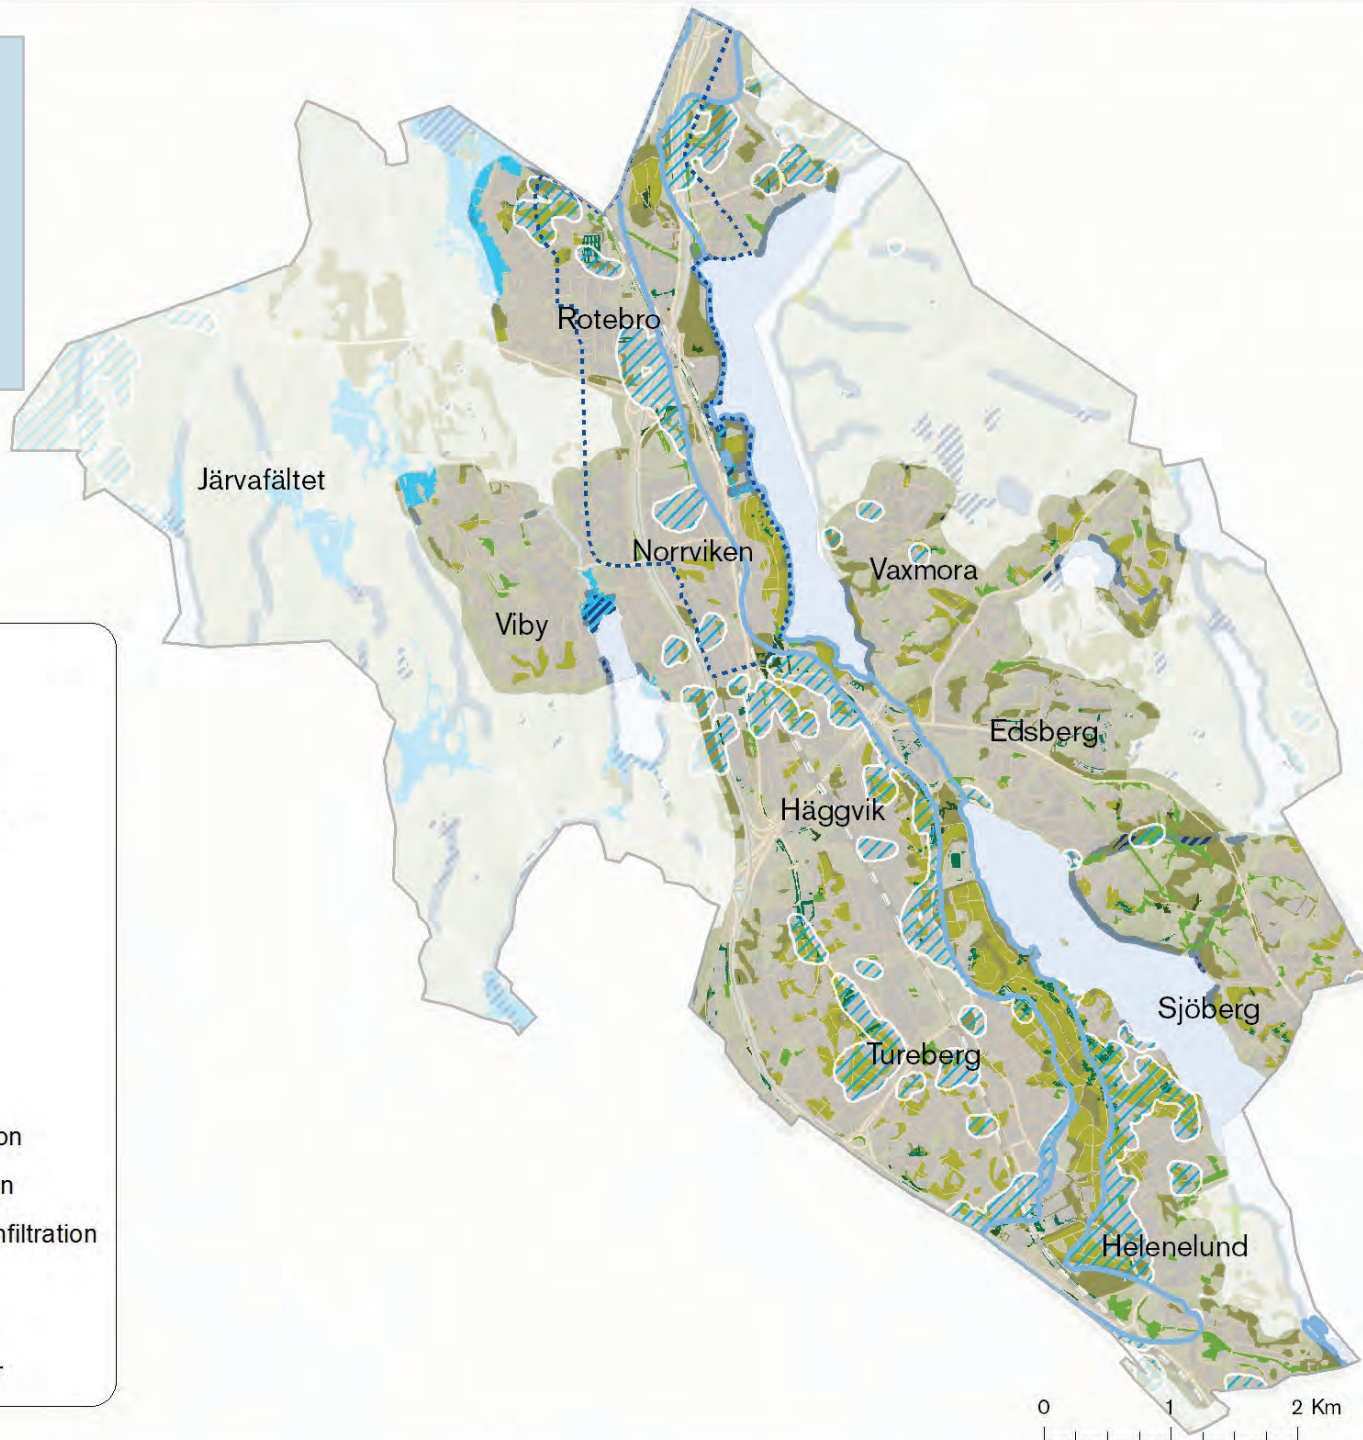 Rotebro
Järvafältet
Norrviken
Vaxmora
Viby
Edsberg
Häggvik
Sjöberg
Tureberg
on
n
nfiltration
Helenelund
r
0 1 2 Km